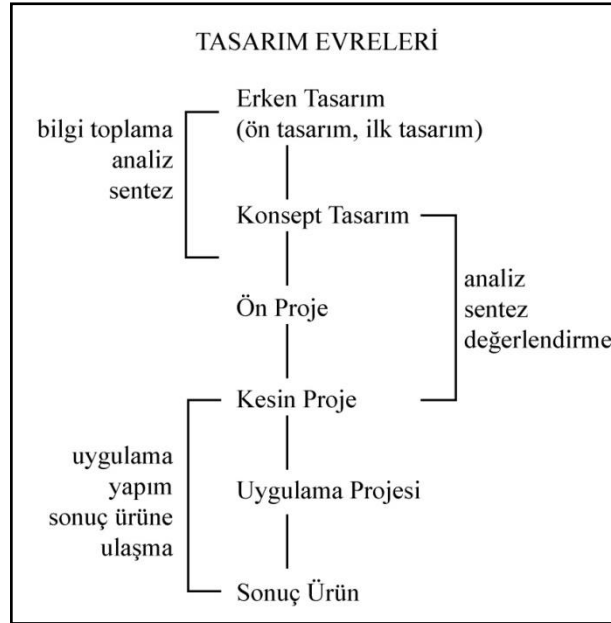 TASARIM EVRELERİ
Erken Tasarım
(ön tasarım, ilk tasarım)
bilgi toplama
analiz
sentez
Konsept Tasarım
analiz
sentez
değerlendirme
Ön Proje
Kesin Proje
uygulama
yapım
sonuç ürüne
ulaşma
Uygulama Projesi
Sonuç Ürün